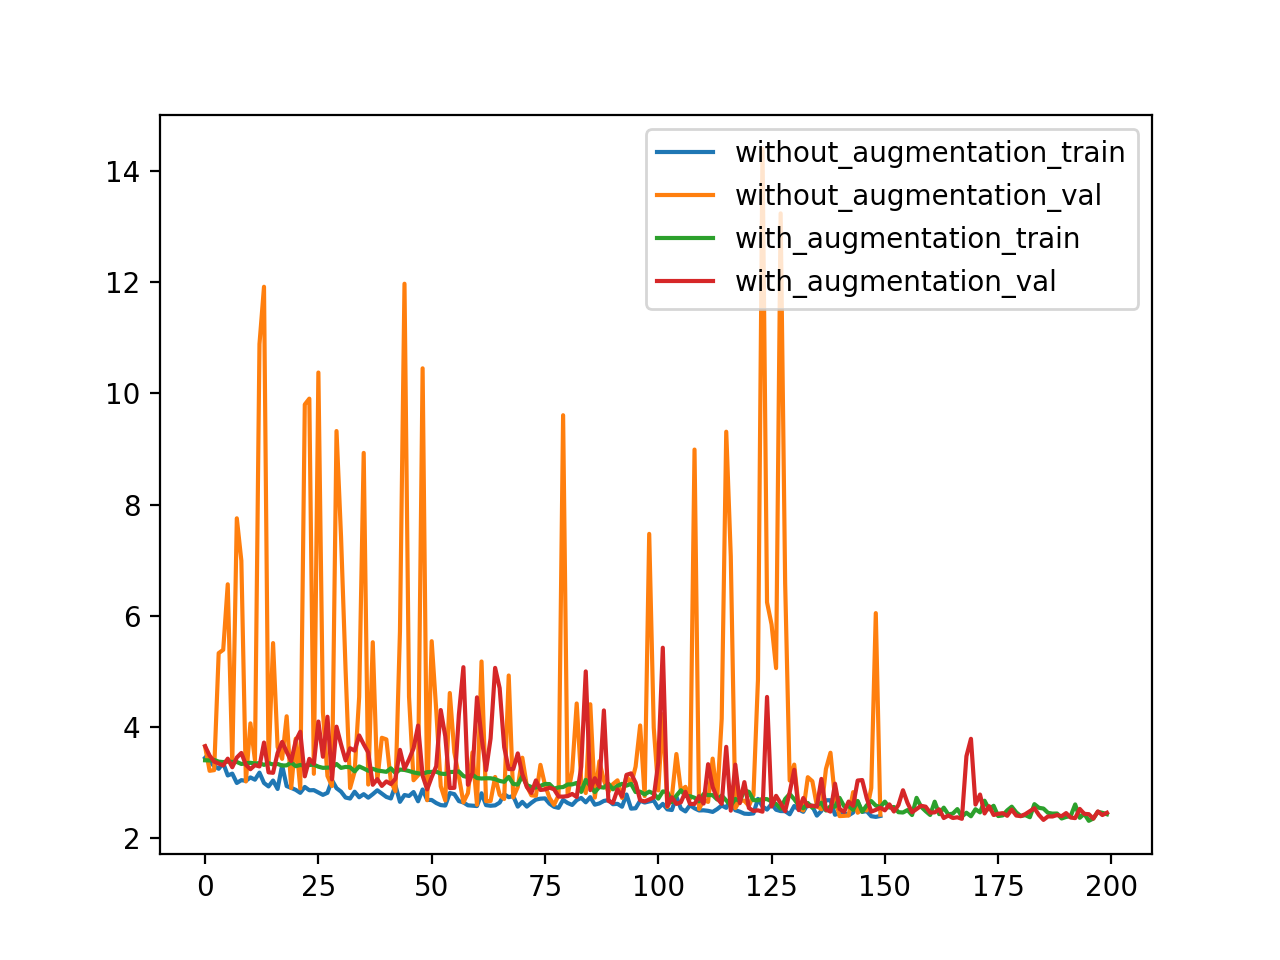 without_augmentation_train
without_augmentation_val
with_augmentation_train
with_augmentation_val
14
12
10
8
6
4
2
0 25 50 75 100 125 150 175 200